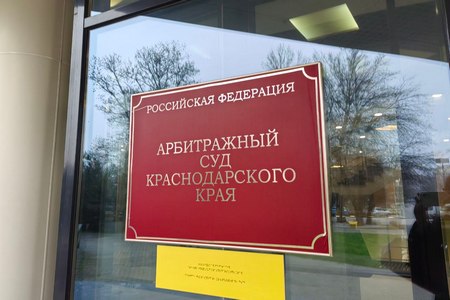 РОССИЙСКАЯ ФЕДЕРАЦИЯ
АРБИТРАЖНЫЙ
СУД
КРАСНОДАРСКОГО
КРАЯ